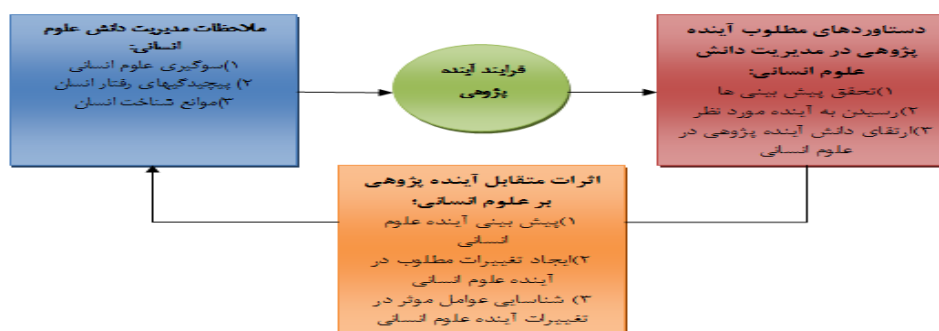 ملاحظات مدیریت دانش علوم
انسانی:
۱)سوگیری علوم انسانی
۲) پیچیدگیهای رفتار انسان
۳)موانع شناخت انسان
فرایند آینده
پژوهی
دستاوردهای مطلوب آینده
پژوهی در مدیریت دانش
علوم انسانی:
۱)تحقق پیش بینی ها
۲)رسیدن به آینده مورد نظر
۳)ارتقای دانش آینده پژوهی در
علوم انسانی
اثرات متقابل آینده پژوهی
بر علوم انسانی:
۱)پیش بینی آینده علوم
انسانی
۲)ایجاد تغییرات مطلوب در
آینده علوم انسانی
۳) شناسایی عوامل موثر در
تغییرات آینده علوم انسانی